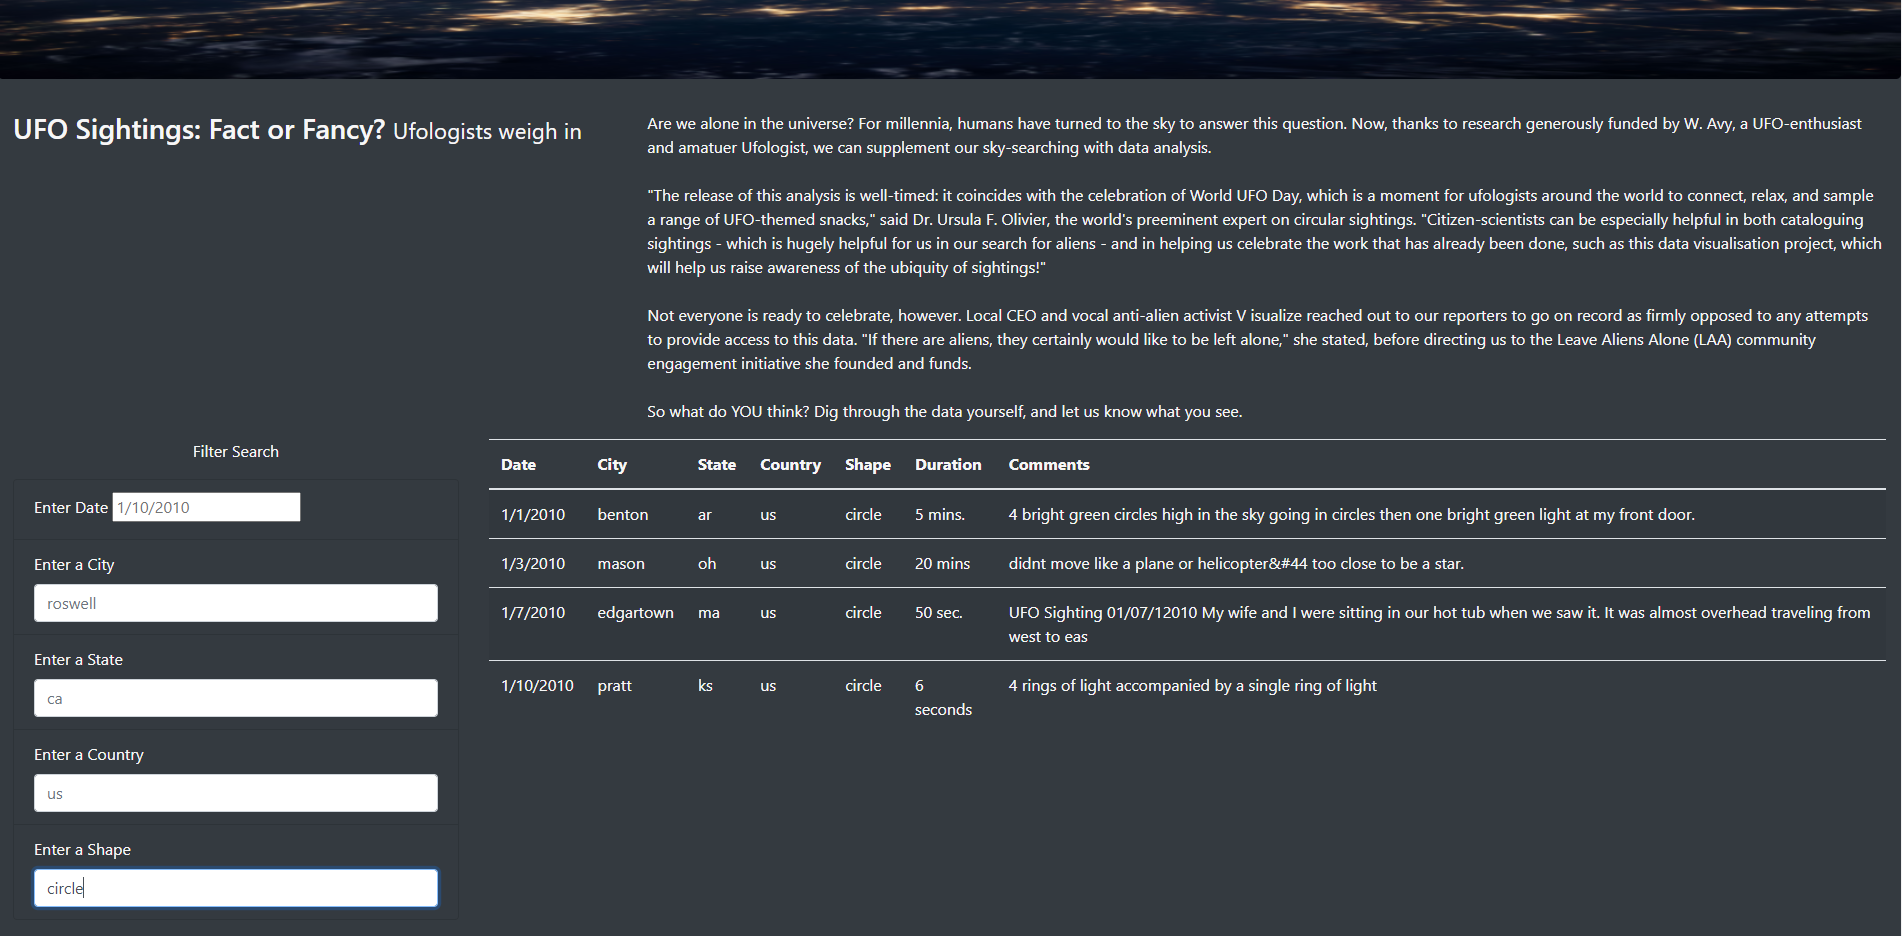 UFO Sightings: Fact or Fancy? Ufologists weigh in
Are we alone in the universe? For millennia, humans have turned to the sky to answer this question. Now, thanks to research generously funded by W. Avy, a UFO-enthusiast
and amatuer Ufologist, we can supplement our sky-searching with data analysis.
"The release of this analysis is well-timed: it coincides with the celebration of World UFO Day, which is a moment for ufologists around the world to connect, relax, and sample
a range of UFO-themed snacks," said Dr. Ursula F. Olivier, the world's preeminent expert on circular sightings. "Citizen-scientists can be especially helpful in both cataloguing
sightings - which is hugely helpful for us in our search for aliens - and in helping us celebrate the work that has already been done, such as this data visualisation project, which
will help us raise awareness of the ubiquity of sightings!"
Not everyone is ready to celebrate, however. Local CEO and vocal anti-alien activist V isualize reached out to our reporters to go on record as firmly opposed to any attempts
to provide access to this data. "If there are aliens, they certainly would like to be left alone," she stated, before directing us to the Leave Aliens Alone (LAA) community
engagement initiative she founded and funds.
So what do YOU think? Dig through the data yourself, and let us know what you see.
Filter Search
Enter Date 1/10/2010
Enter a City
roswell
Enter a State
ca
Enter a Country
us
Enter a Shape
circle
Date City State Country Shape Duration Comments
1/1/2010 benton ar us circle 5 mins. 4 bright green circles high in the sky going in circles then one bright green light at my front door.
1/3/2010 mason oh us circle 20 mins didnt move like a plane or helicopter&#44 too close to be a star.
1/7/2010 edgartown ma us circle 50 sec. UFO Sighting 01/07/12010 My wife and I were sitting in our hot tub when we saw it. It was almost overhead traveling from
west to eas
1/10/2010 pratt ks us circle 6 4 rings of light accompanied by a single ring of light
seconds